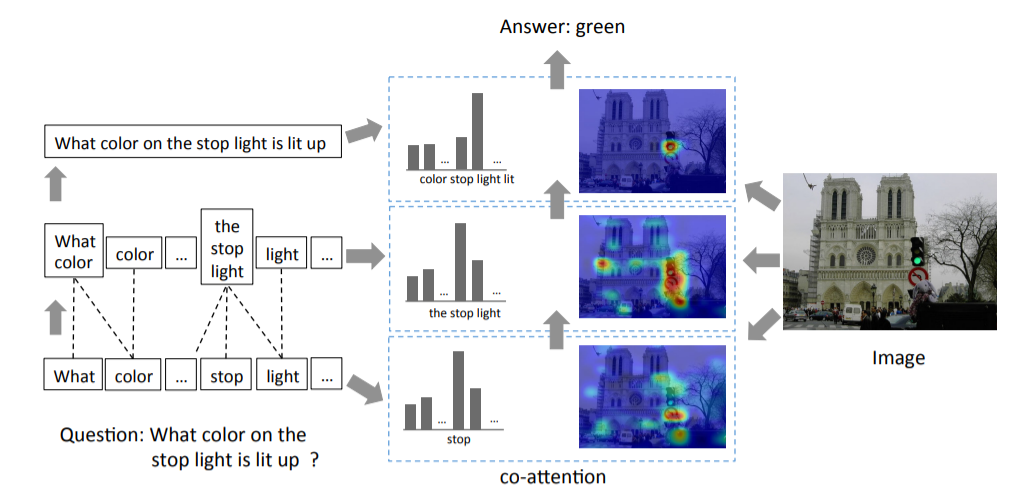 Answer: green
What color on the stop light is lit up
... ...
color stop light lit
What
color
color
...
the
stop
light
light
...
... ...
the stop light
What
color
...
stop
light
...
... ...
stop
Image
Question: What color on the
stop light is lit up ?
co-attention